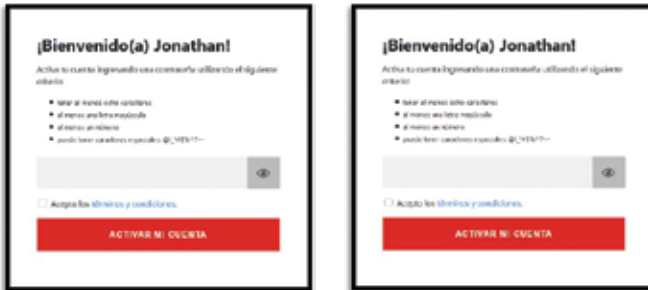 ¡Bienvenido(a) Jonathan!
Activa tu cuenta ingresando una contraseña utilizando el siguiente
criterio:
tener al menos ocho caracteres
al menos una letra mayúscula
al menos un número
puede tener caracteres especiales
Acepto los términos y condiciones.
ACTIVAR MI CUENTA
¡Bienvenido(a) Jonathan!
Activa tu cuenta ingresando una contraseña utilizando el siguiente
criterio:
tener al menos ocho caracteres
al menos una letra mayúscula
al menos un número
puede tener caracteres especiales
Acepto los términos y condiciones.
ACTIVAR MI CUENTA